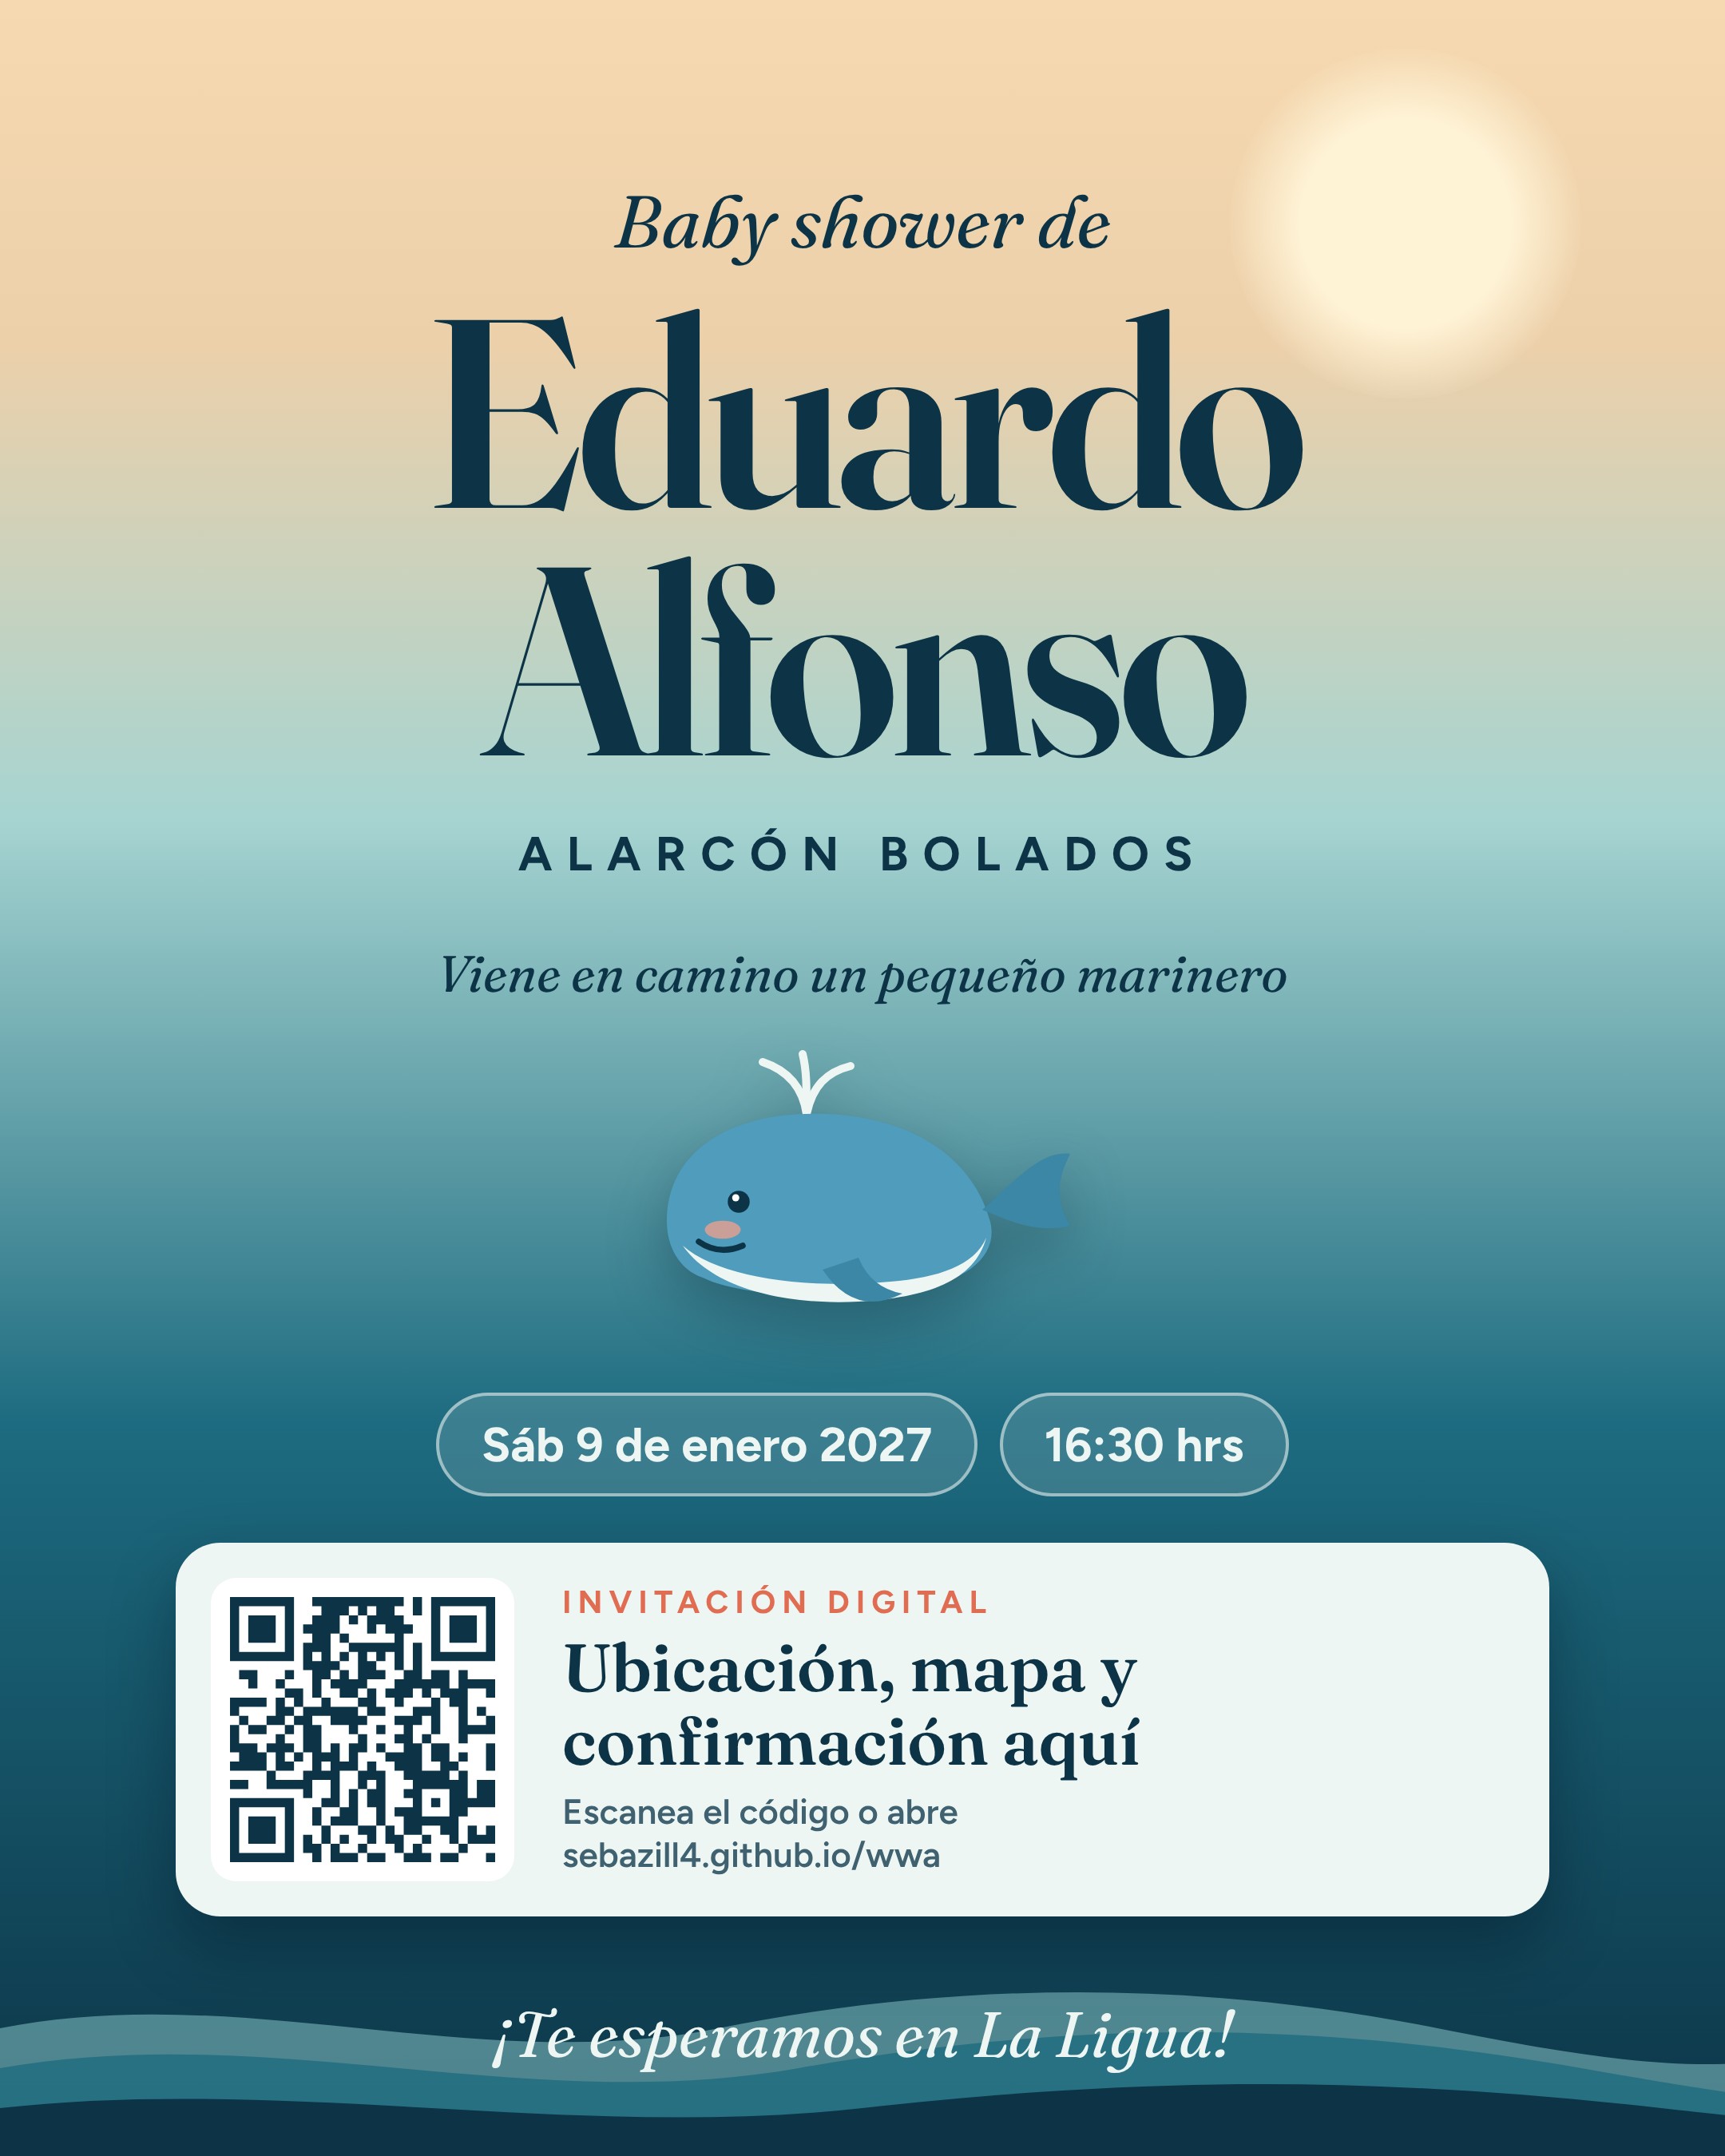 Baby shower de
Eduardo
Alfonso
ALARCÓN BOLADOS
Viene en camino un pequeño marinero
Sáb 9 de enero 2027
16:30 hrs
INVITACIÓN DIGITAL
Ubicación, mapa y
confirmación aquí
Escanea el código o abre
sebazill4.github.io/wwa
¡Te esperamos en La Ligua!